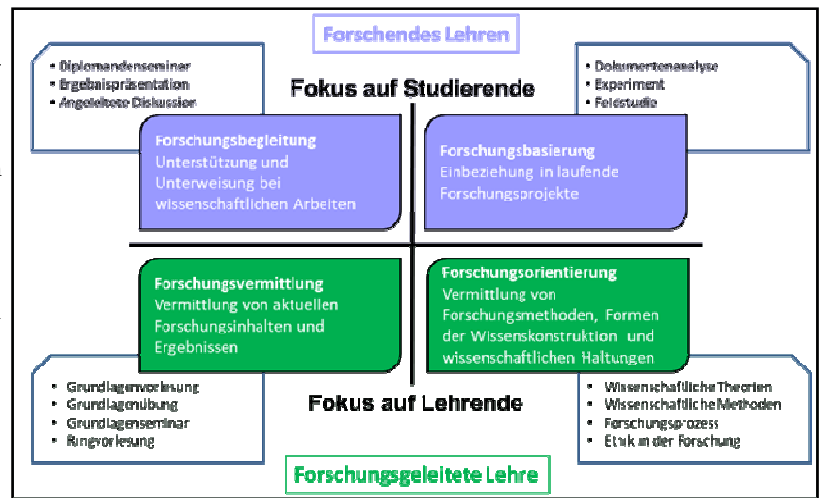 Forschendes Lehren
• Diplomandenseminar
• Ergebnispräsentation
• Angeleitete Diskussion
Fokus auf Studierende
• Dokumentenanalyse
• Experiment
• Feldstudie
Forschungsbegleitung
Unterstützung und
Unterweisung bei
wissenschaftlichen Arbeiten
Forschungsbasierung
Einbeziehung in laufende
Forschungsprojekte
Forschungsvermittlung
Vermittlung von aktuellen
Forschungsinhalten und
Ergebnissen
Forschungsorientierung
Vermittlung von
Forschungsmethoden, Formen
der Wissenskonstruktion und
wissenschaftlichen Haltungen
• Grundlagenvorlesung
• Grundlagenübung
• Grundlagenseminar
• Ringvorlesung
Fokus auf Lehrende
• Wissenschaftliche Theorien
• Wissenschaftliche Methoden
• Forschungsprozess
• Ethik in der Forschung
Forschungsgeleitete Lehre